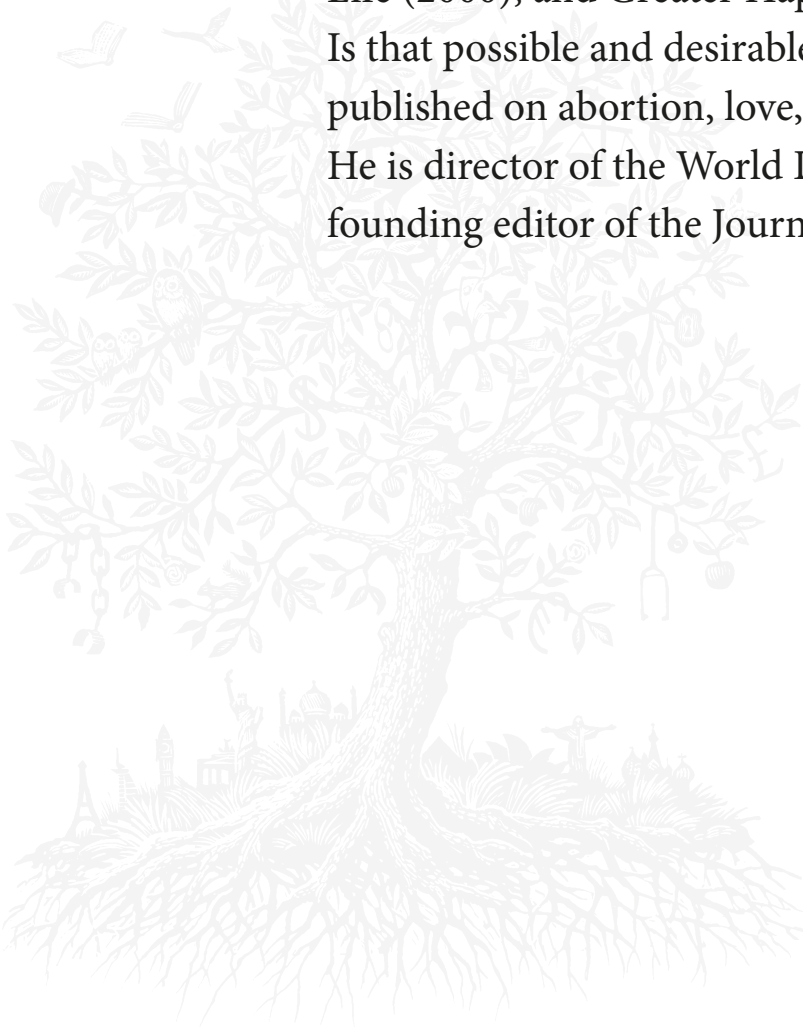 Is that possible and desirable
published on abortion, love,
He is director of the World
founding editor of the Journ